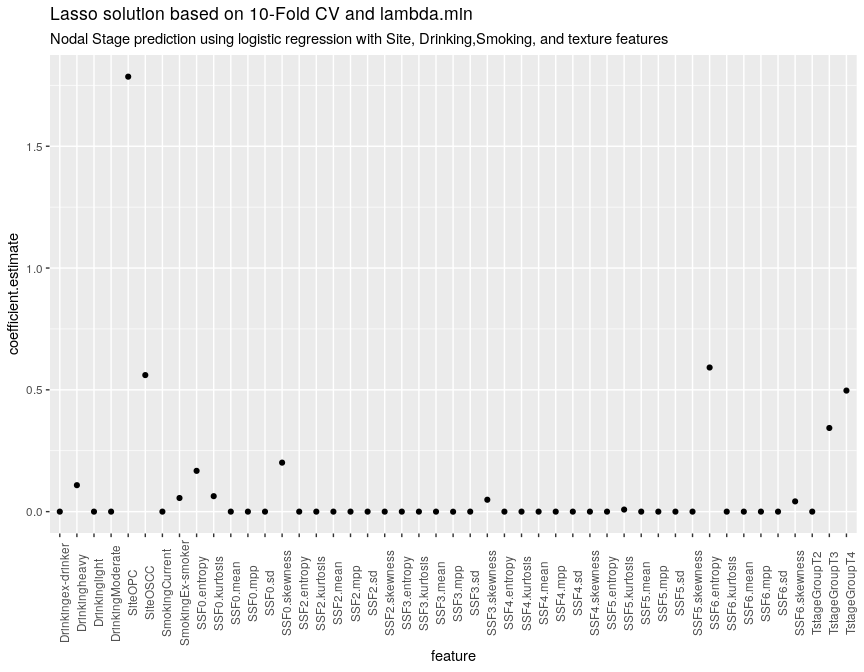 Lasso solution based on 10-Fold CV and lambda.min
Nodal Stage prediction using logistic regression with Site, Drinking,Smoking, and texture features
coefficient.estimate
1.5
1.0
0.5
0.0
Drinkingex-drinker
Drinkingheavy
Drinkinglight
DrinkingModerate
SiteOPC
SiteOSCC
SmokingCurrent
SmokingEx-smoker
SSF0.entropy
SSF0.kurtosis
SSF0.mean
SSF0.mpp
SSF0.sd
SSF0.skewness
SSF2.entropy
SSF2.kurtosis
SSF2.mean
SSF2.mpp
SSF2.sd
SSF2.skewness
SSF3.entropy
SSF3.kurtosis
SSF3.mean
SSF3.mpp
SSF3.sd
SSF3.skewness
SSF4.entropy
SSF4.kurtosis
SSF4.mean
SSF4.mpp
SSF4.sd
SSF4.skewness
SSF5.entropy
SSF5.kurtosis
SSF5.mean
SSF5.mpp
SSF5.sd
SSF5.skewness
SSF6.entropy
SSF6.kurtosis
SSF6.mean
SSF6.mpp
SSF6.sd
SSF6.skewness
TstageGroupT2
TstageGroupT3
TstageGroupT4
feature